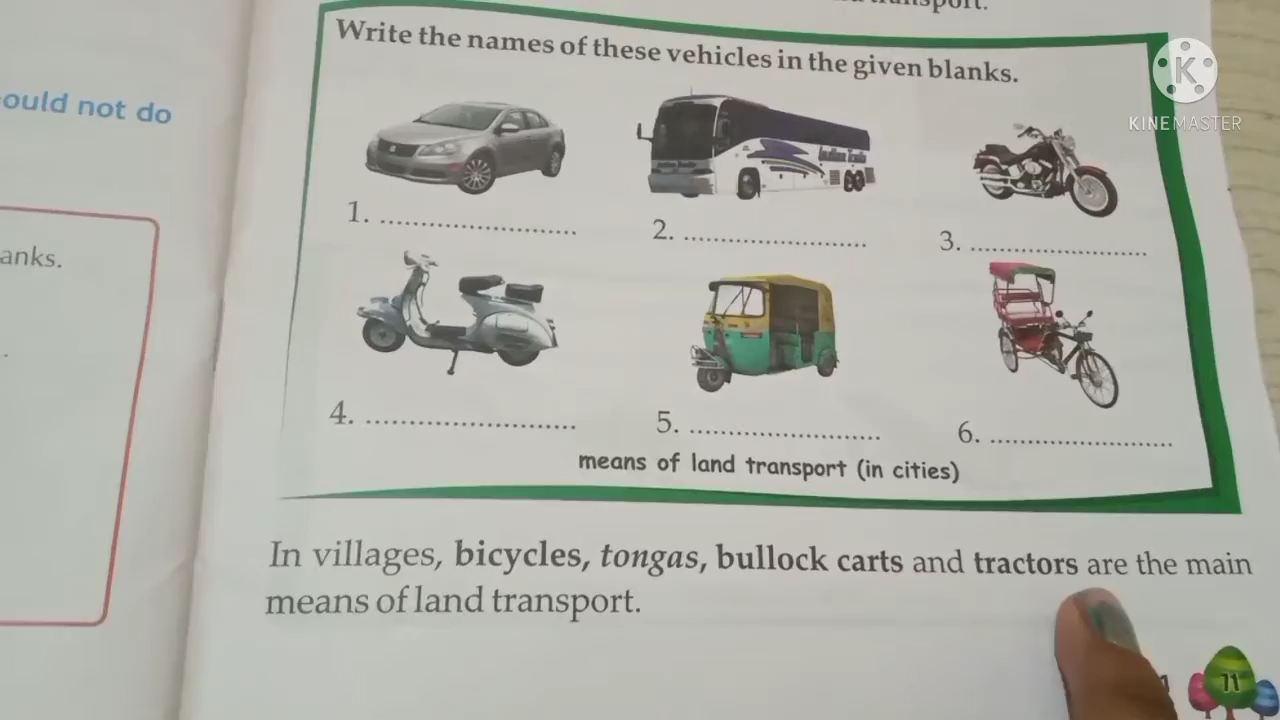 transport.
Write the names of these vehicles in the given blanks.
KINEMASTER
ould not do
1. ..............................
2. ..............................
3. ..............................
anks.
4. ..............................
5. ..............................
6. ..............................
means of land transport (in cities)
In villages, bicycles, tongas, bullock carts and tractors are the main
means of land transport.
11